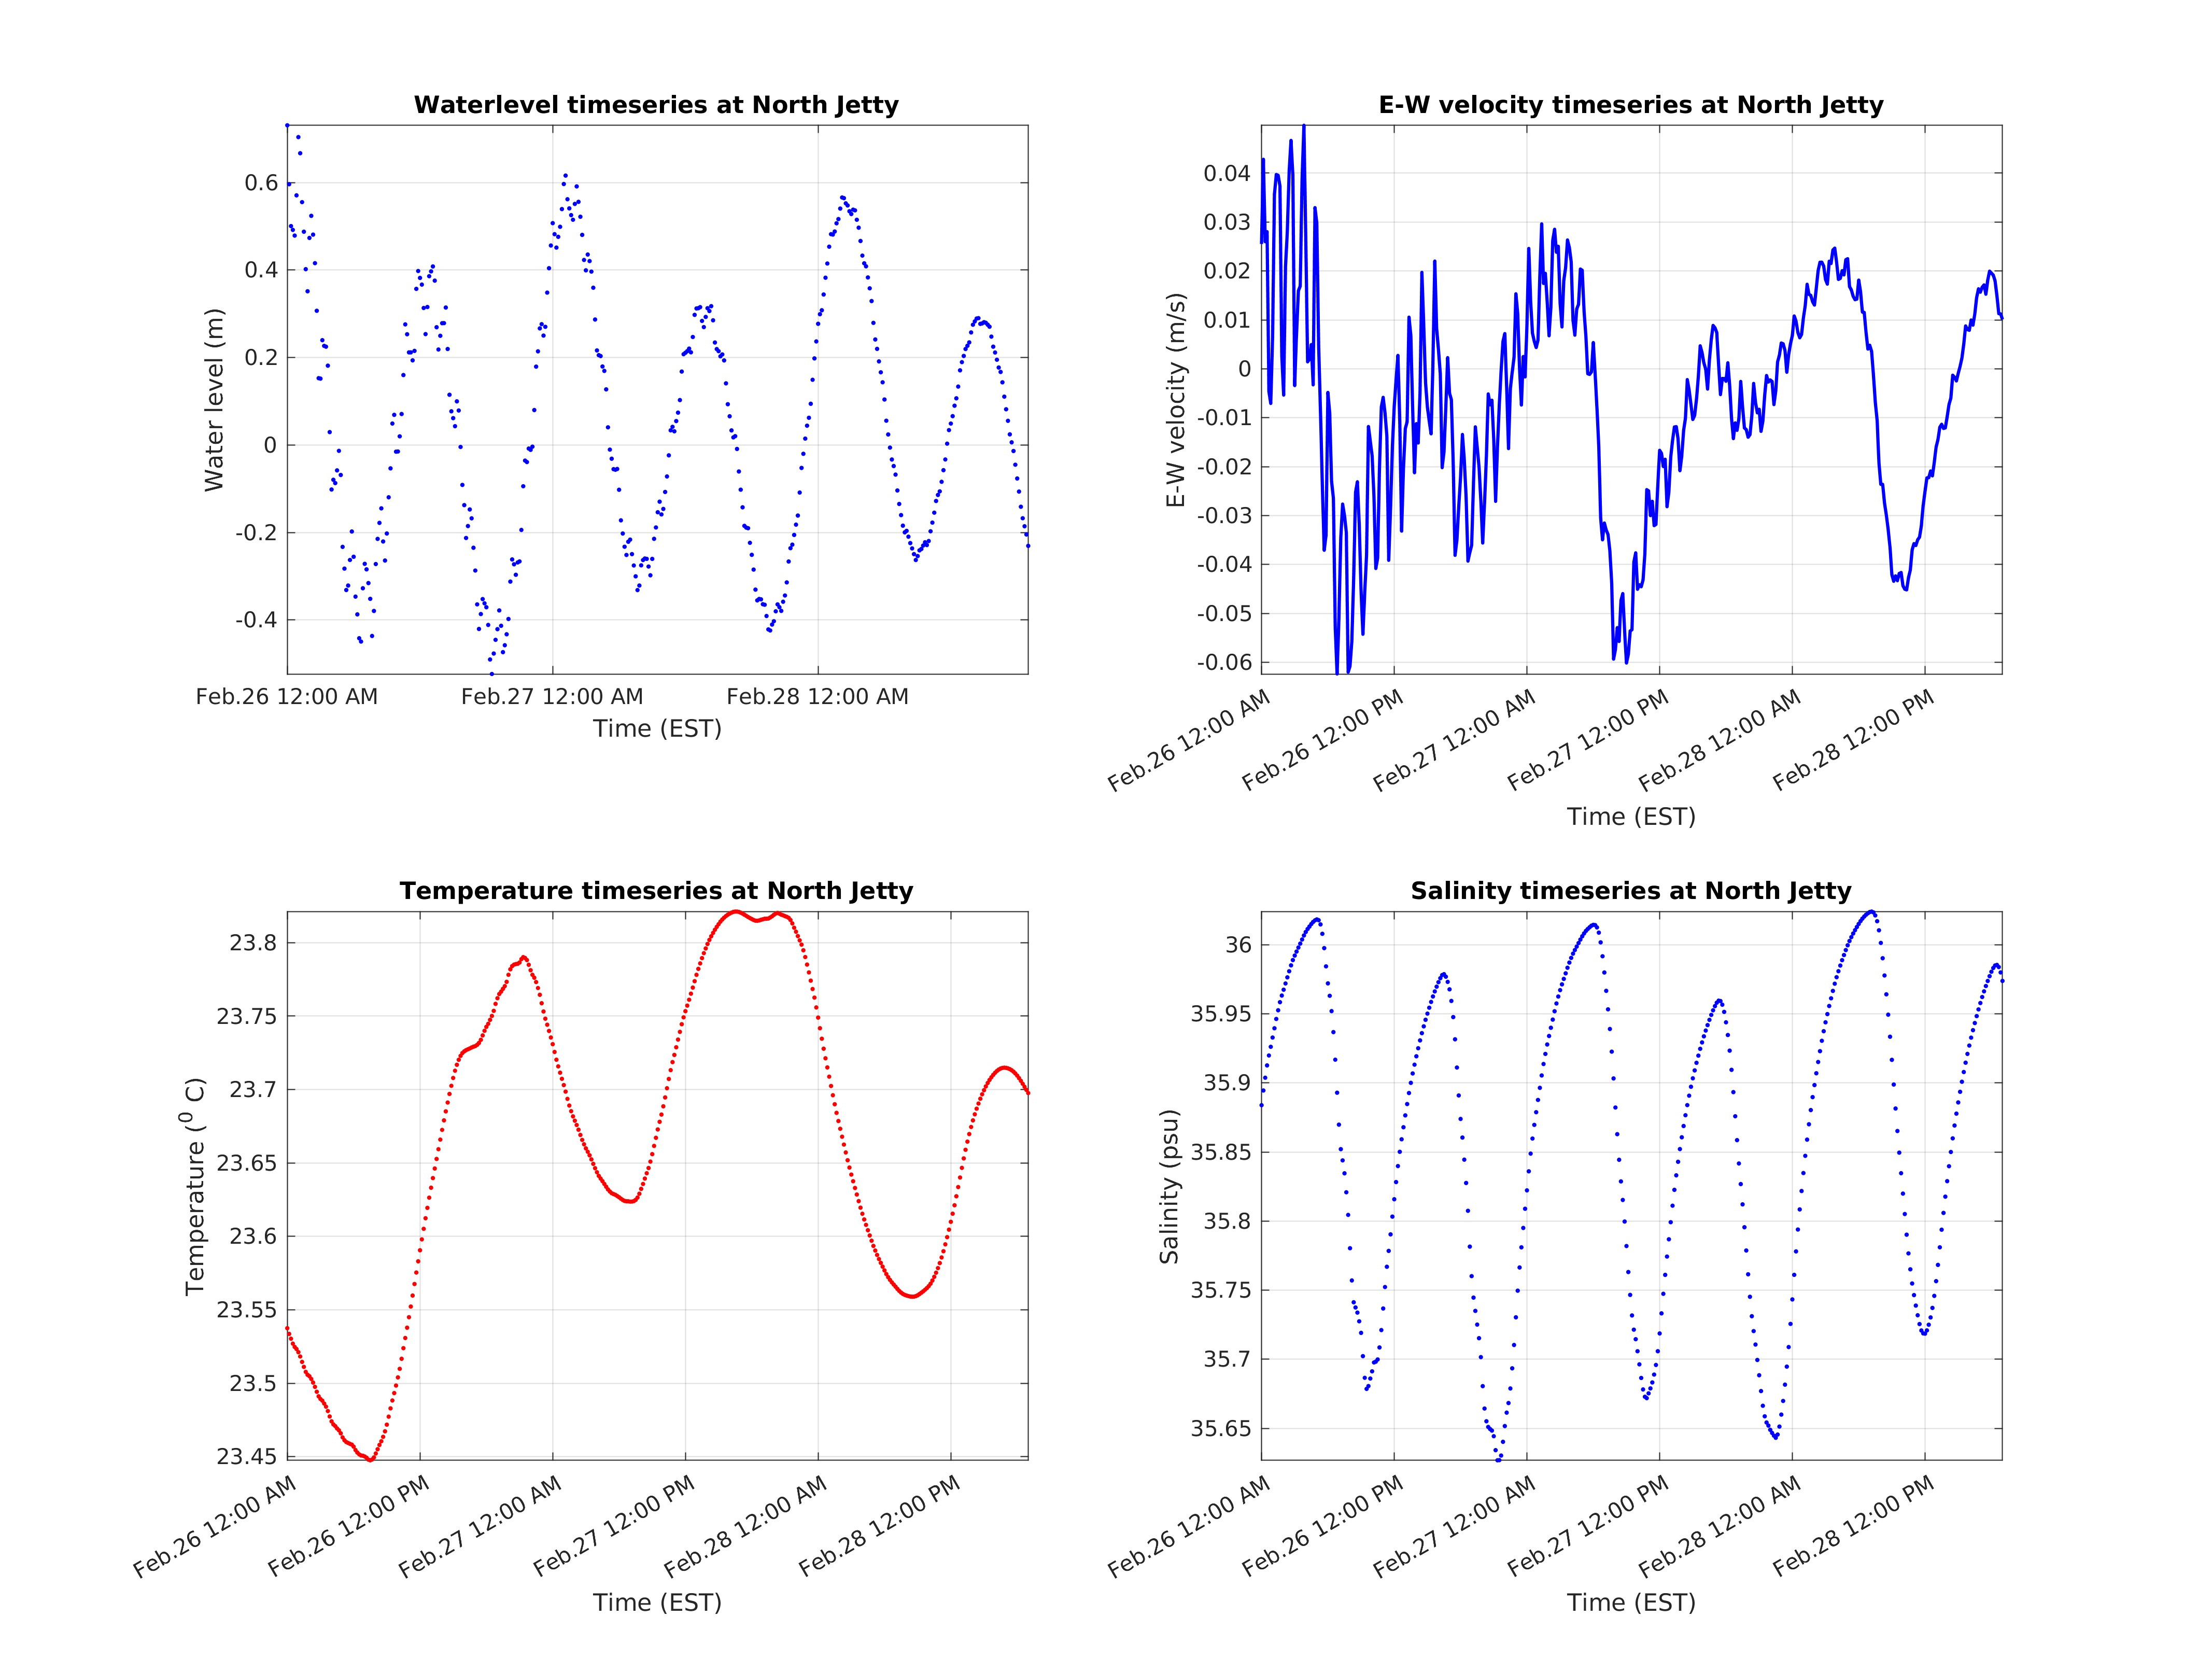 Waterlevel timeseries at North Jetty
Water level (m)
0.6
0.4
0.2
0
-0.2
-0.4
Feb.26 12:00 AM
Feb.27 12:00 AM
Feb.28 12:00 AM
Time (EST)
E-W velocity timeseries at North Jetty
E-W velocity (m/s)
0.04
0.03
0.02
0.01
0
-0.01
-0.02
-0.03
-0.04
-0.05
-0.06
Feb.26 12:00 AM
Feb.26 12:00 PM
Feb.27 12:00 AM
Feb.27 12:00 PM
Feb.28 12:00 AM
Feb.28 12:00 PM
Time (EST)
Temperature timeseries at North Jetty
Temperature (⁰ C)
23.8
23.75
23.7
23.65
23.6
23.55
23.5
23.45
Feb.26 12:00 AM
Feb.26 12:00 PM
Feb.27 12:00 AM
Feb.27 12:00 PM
Feb.28 12:00 AM
Feb.28 12:00 PM
Time (EST)
Salinity timeseries at North Jetty
Salinity (psu)
36
35.95
35.9
35.85
35.8
35.75
35.7
35.65
Feb.26 12:00 AM
Feb.26 12:00 PM
Feb.27 12:00 AM
Feb.27 12:00 PM
Feb.28 12:00 AM
Feb.28 12:00 PM
Time (EST)